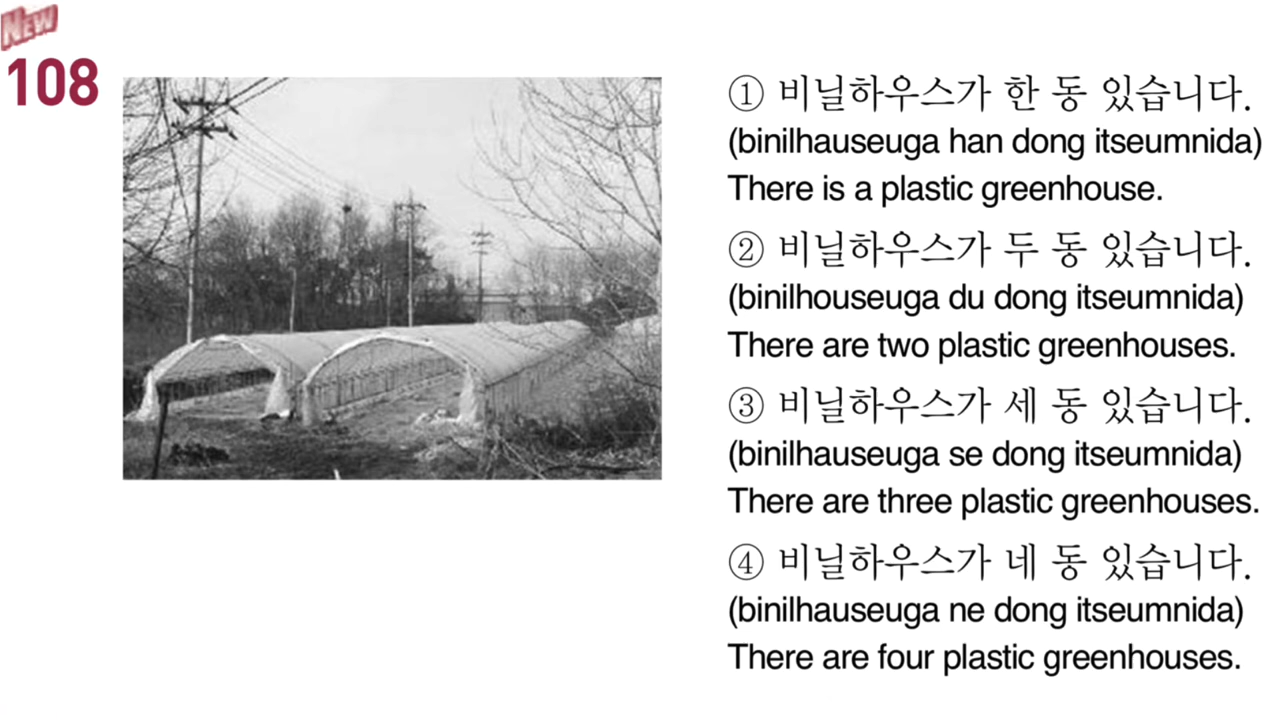 NEW
108
① 비닐하우스가 한 동 있습니다.
(binilhauseuga han dong itseumnida)
There is a plastic greenhouse.
② 비닐하우스가 두 동 있습니다.
(binilhouseuga du dong itseumnida)
There are two plastic greenhouses.
③ 비닐하우스가 세 동 있습니다.
(binilhauseuga se dong itseumnida)
There are three plastic greenhouses.
④ 비닐하우스가 네 동 있습니다.
(binilhauseuga ne dong itseumnida)
There are four plastic greenhouses.